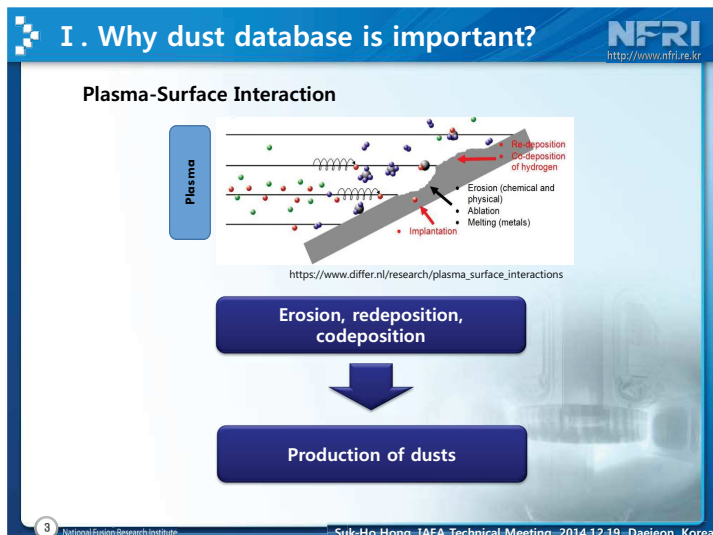 I . Why dust database is important?
NFRI
http://www.nfri.re.kr
Plasma-Surface Interaction
Plasma
• Re-deposition
• Co-deposition
of hydrogen
• Erosion (chemical and
physical)
• Ablation
• Melting (metals)
• Implantation
https://www.differ.nl/research/plasma_surface_interactions
Erosion, redeposition,
codeposition
Production of dusts
3
National Fusion Research Institute
Suk-Ho Hong, IAEA Technical Meeting, 2014.12.19, Daejeon, Korea